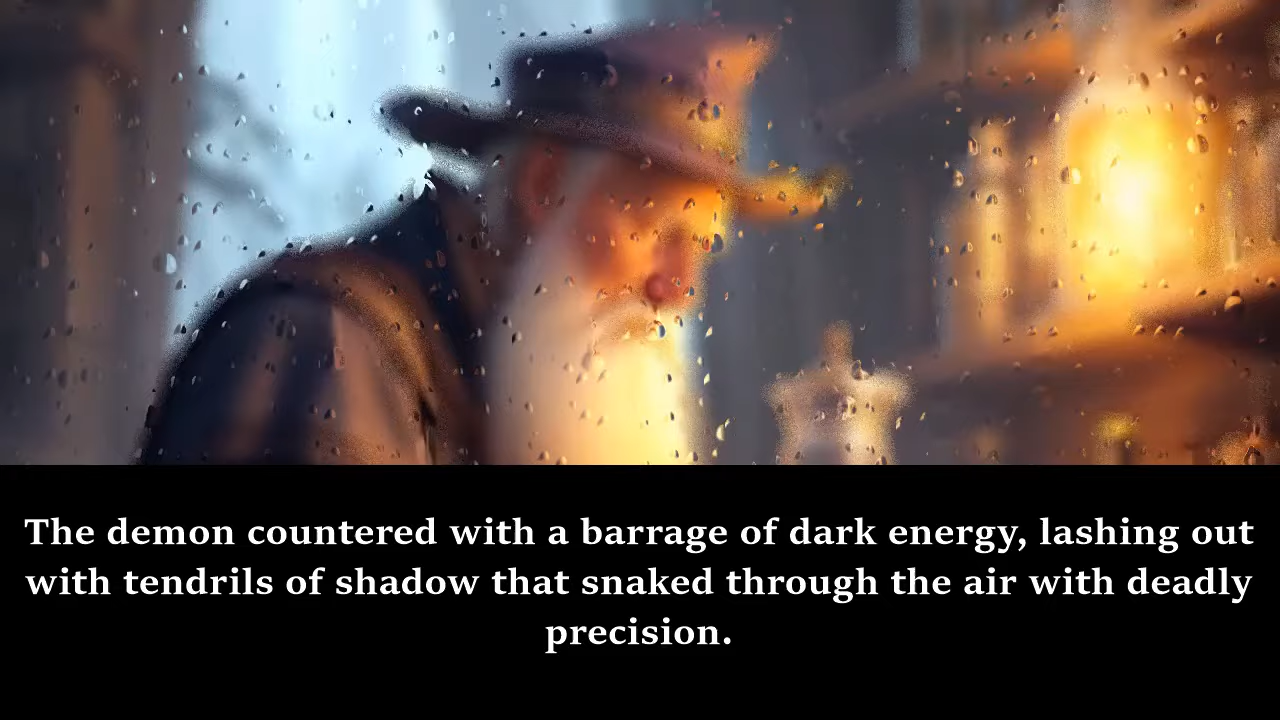 The demon countered with a barrage of dark energy, lashing out
with tendrils of shadow that snaked through the air with deadly
precision.